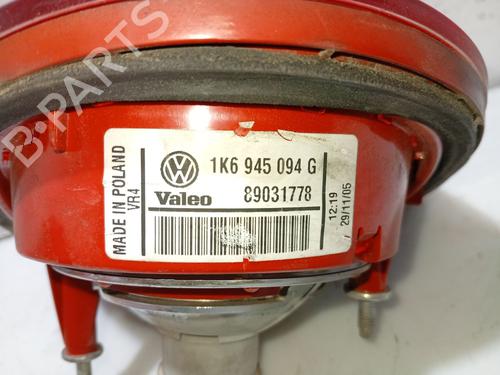 B-PARTS
MADE IN POLAND
VR4
VW
1K6 945 094 G
Valeo
89031778
12:19
29/11/05